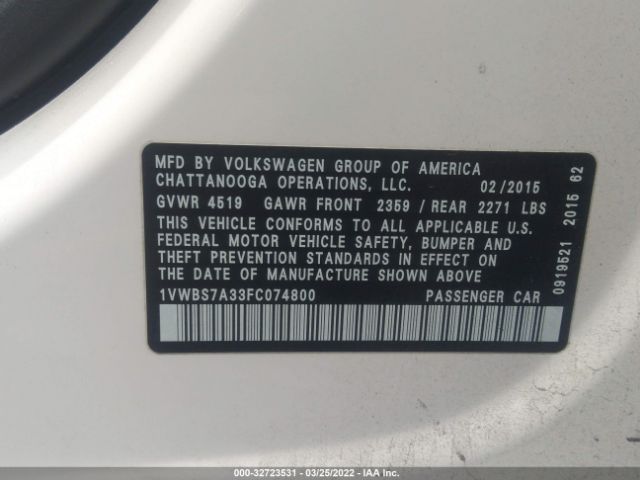 MFD BY VOLKSWAGEN GROUP OF AMERICA
CHATTANOOGA OPERATIONS, LLC. 02/2015
GVWR 4519 GAWR FRONT 2359 / REAR 2271 LBS
THIS VEHICLE CONFORMS TO ALL APPLICABLE U.S.
FEDERAL MOTOR VEHICLE SAFETY, BUMPER AND
THEFT PREVENTION STANDARDS IN EFFECT ON
THE DATE OF MANUFACTURE SHOWN ABOVE
1VWBS7A33FC074800 PASSENGER CAR
0919521 2015 62
000-32723531 - 03/25/2022 - IAA Inc.